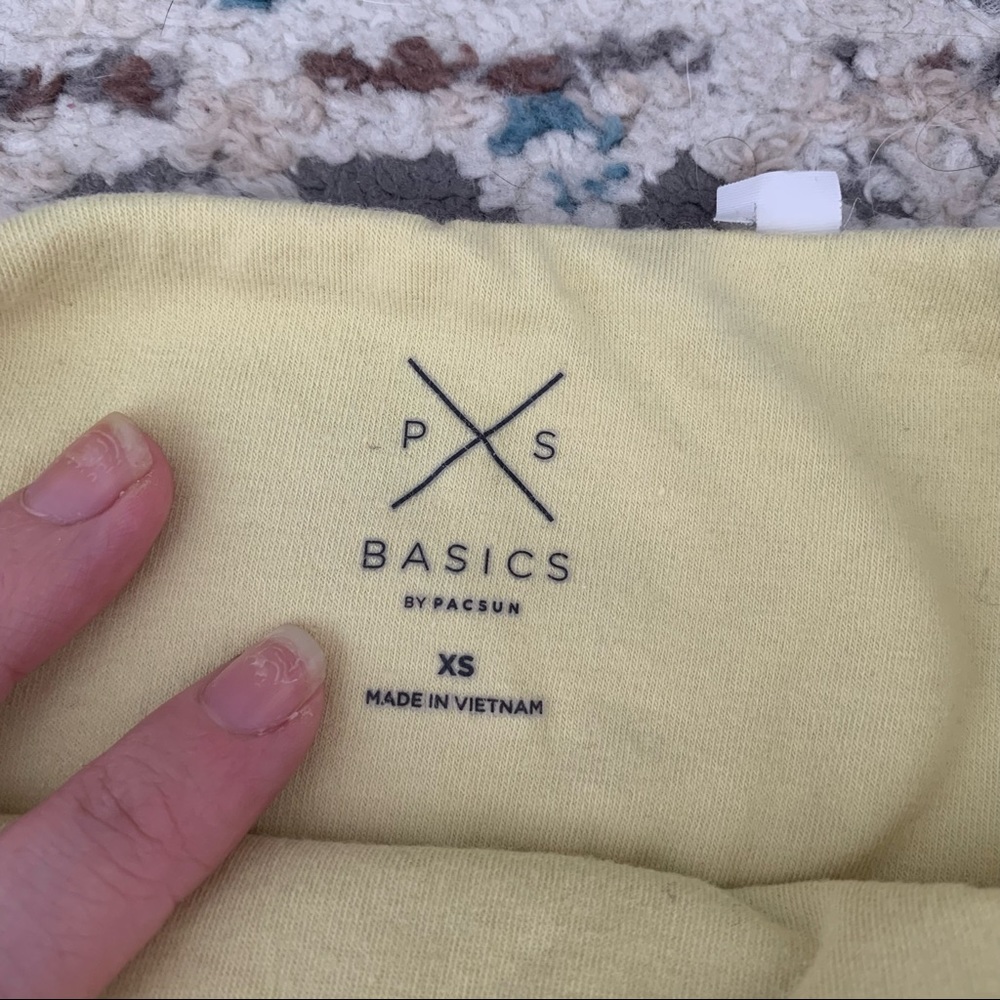 P S
BASICS
BY PACSUN
XS
MADE IN VIETNAM